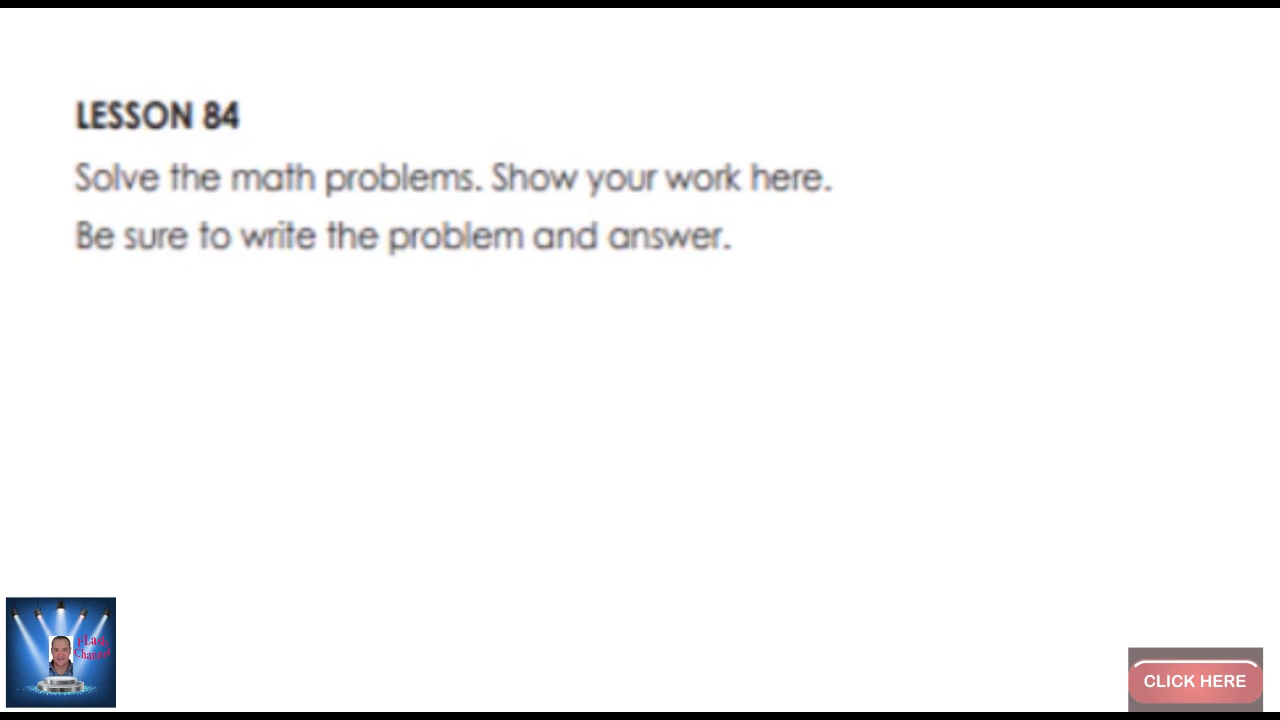 LESSON 84
Solve the math problems. Show your work here.
Be sure to write the problem and answer.
CLICK HERE